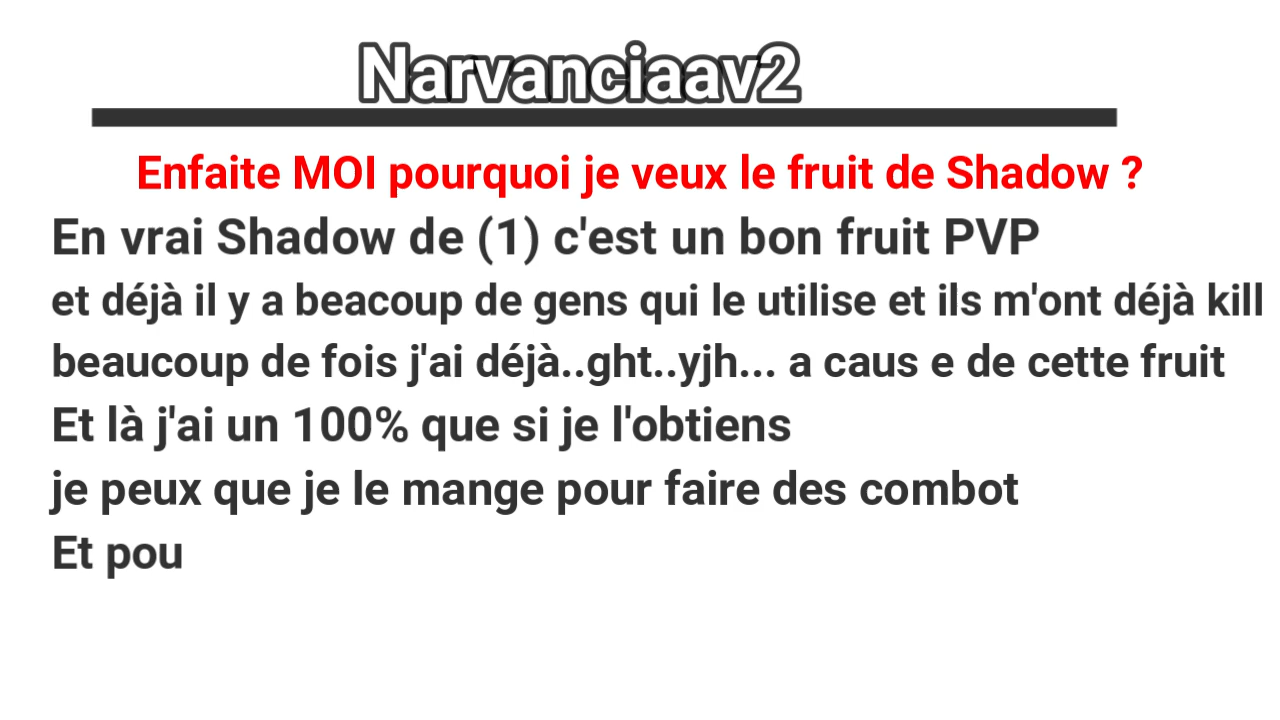 Narvanciaav2
Enfaite MOI pourquoi je veux le fruit de Shadow ?
En vrai Shadow de (1) c'est un bon fruit PVP
et déjà il y a beacoup de gens qui le utilise et ils m'ont déjà kill
beaucoup de fois j'ai déjà..ght..yjh... a caus e de cette fruit
Et là j'ai un 100% que si je l'obtiens
je peux que je le mange pour faire des combot
Et pou